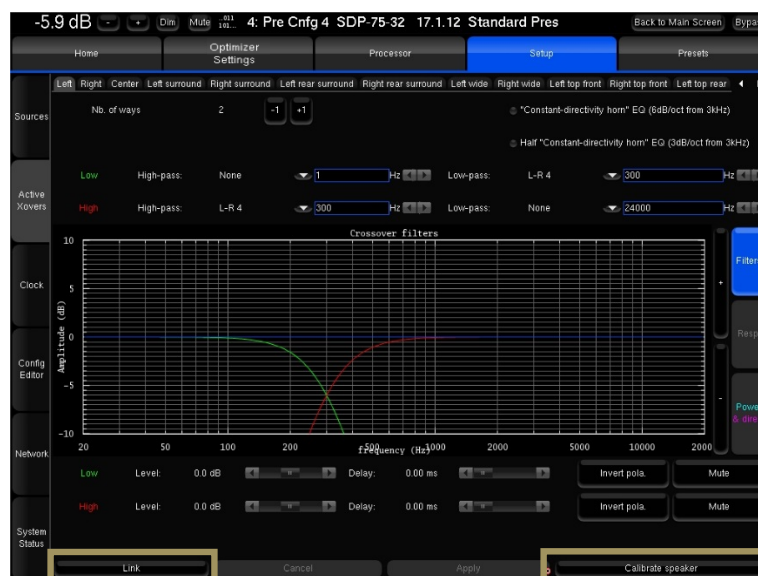 -5.9 dB - + Dim Mute ...011 101... 4: Pre Cnfg 4 SDP-75-32 17.1.12 Standard Pres Back to Main Screen
Home Optimizer Settings Processor Setup Presets
Left Right Center Left surround Right surround Left rear surround Right rear surround Left wide Right wide Left top front Right top front Left top rear
Sources
Nb. of ways 2 -1 +1 "Constant-directivity horn" EQ (6dB/oct from 3kHz)
Half "Constant-directivity horn" EQ (3dB/oct from 3kHz)
Low High-pass: None 1 Hz Low-pass: L-R 4 300 Hz
Active Xovers
High High-pass: L-R 4 300 Hz Low-pass: None 24000 Hz
Crossover filters
10
5
0
-5
-10
Amplitude (dB)
20 50 100 200 500 1000 2000 5000 10000 2000
frequency (Hz)
+
-
Clock
Config Editor
Network
System Status
Low Level: 0.0 dB Delay: 0.00 ms Invert pola. Mute
High Level: 0.0 dB Delay: 0.00 ms Invert pola. Mute
Link Cancel Apply Calibrate speaker